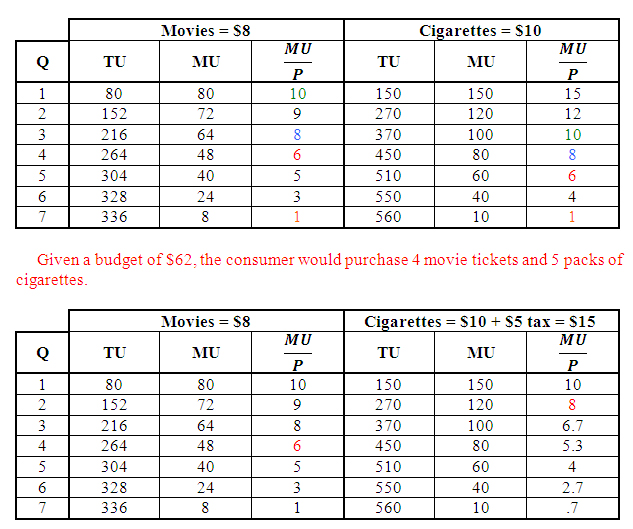 Movies = $8 Cigarettes = $10
Q TU MU MU/P TU MU MU/P
1 80 80 10 150 150 15
2 152 72 9 270 120 12
3 216 64 8 370 100 10
4 264 48 6 450 80 8
5 304 40 5 510 60 6
6 328 24 3 550 40 4
7 336 8 1 560 10 1
Given a budget of $62, the consumer would purchase 4 movie tickets and 5 packs of
cigarettes.
Movies = $8 Cigarettes = $10 + $5 tax = $15
Q TU MU MU/P TU MU MU/P
1 80 80 10 150 150 10
2 152 72 9 270 120 8
3 216 64 8 370 100 6.7
4 264 48 6 450 80 5.3
5 304 40 5 510 60 4
6 328 24 3 550 40 2.7
7 336 8 1 560 10 .7